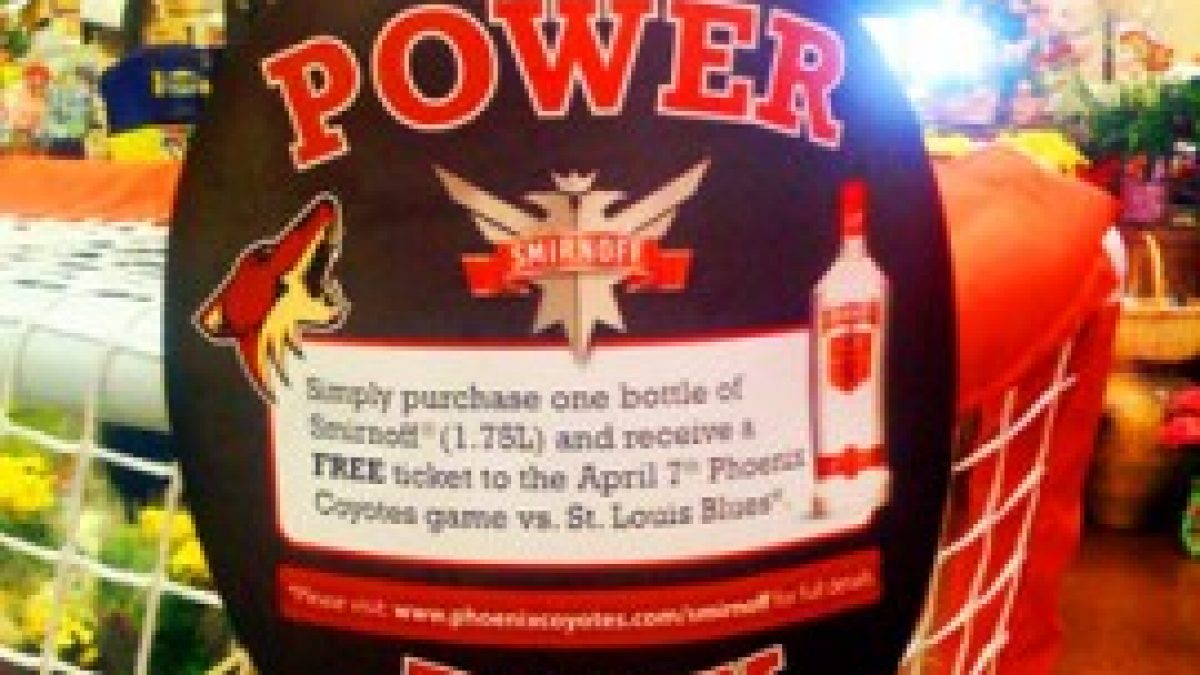 POWER
SMIRNOFF
Simply purchase one bottle of
Smirnoff® (1.75L) and receive a
FREE ticket to the April 7th Phoenix
Coyotes game vs. St. Louis Blues*.
*Please visit www.phoenixcoyotes.com/smirnoff for full details.